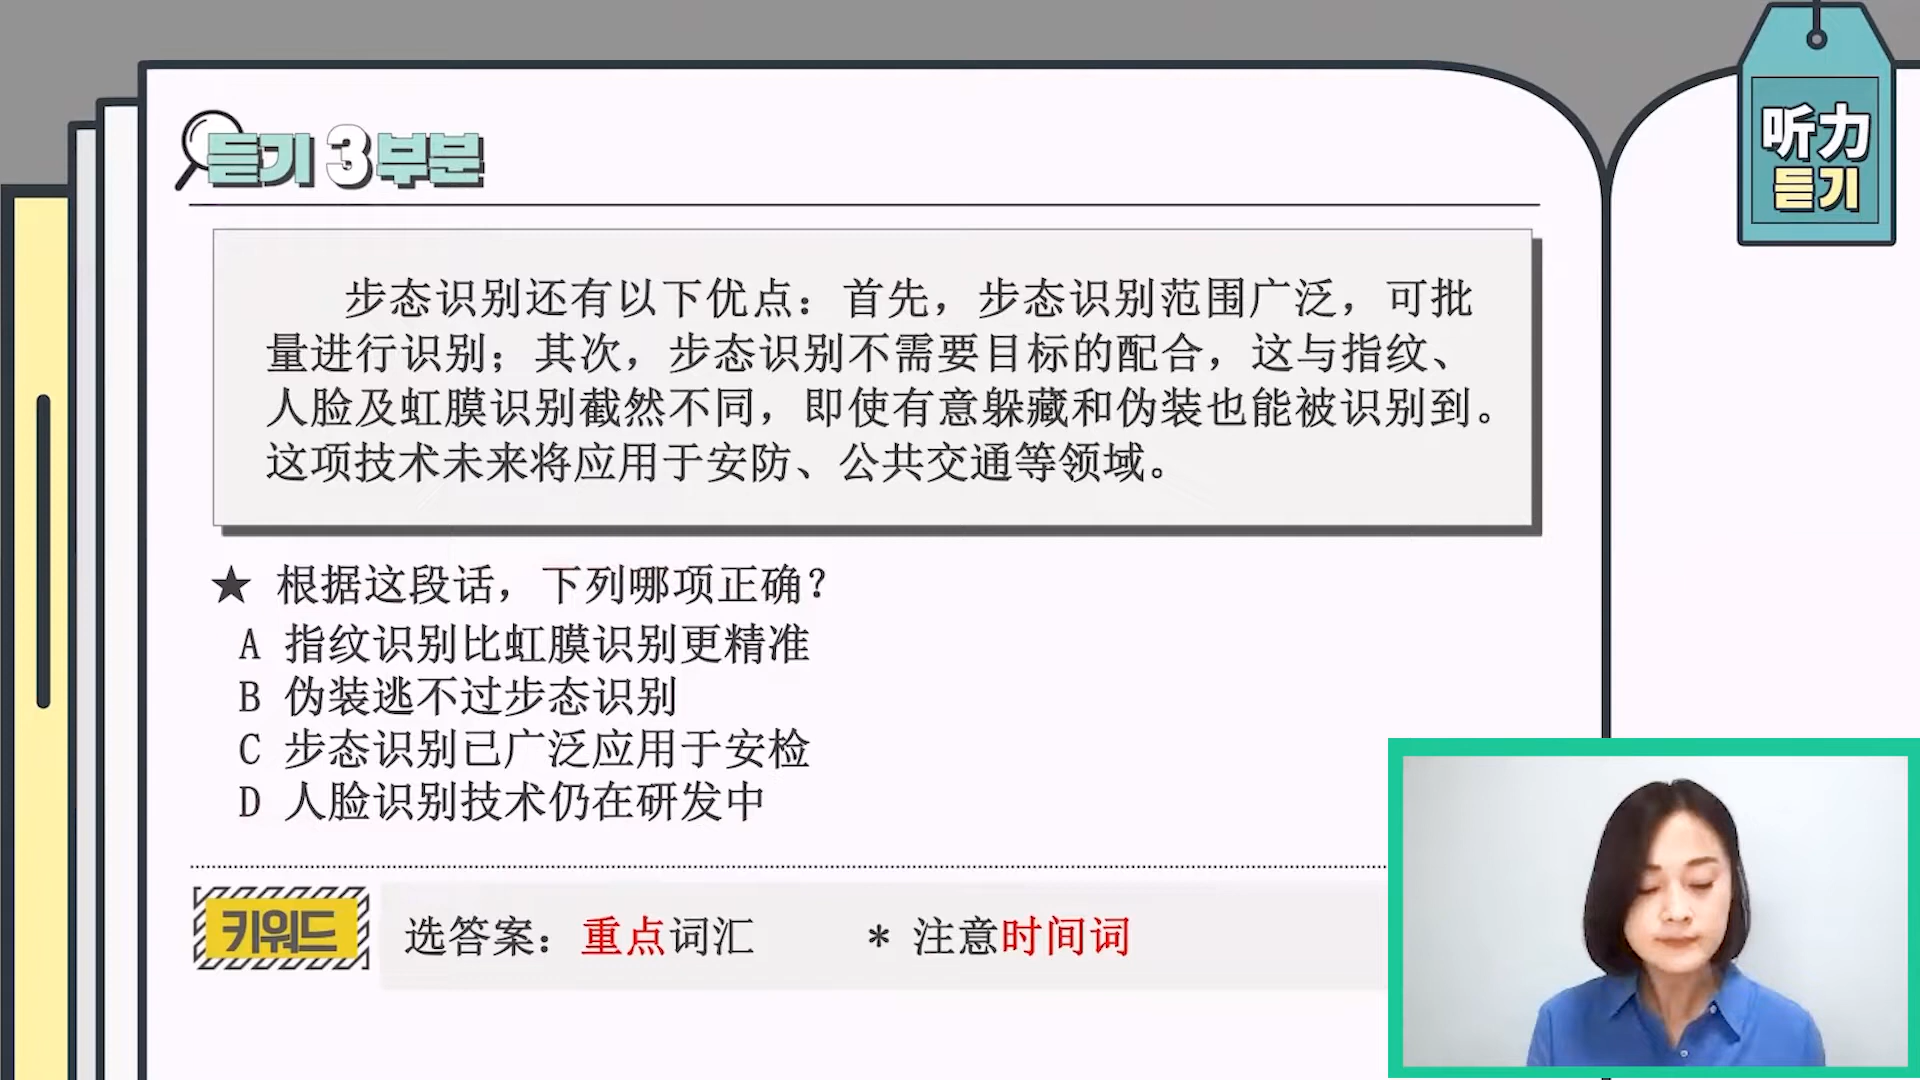 듣기 3 부분
听力
듣기
步态识别还有以下优点：首先，步态识别范围广泛，可批
量进行识别；其次，步态识别不需要目标的配合，这与指纹、
人脸及虹膜识别截然不同，即使有意躲藏和伪装也能被识别到。
这项技术未来将应用于安防、公共交通等领域。
★ 根据这段话，下列哪项正确？
A 指纹识别比虹膜识别更精准
B 伪装逃不过步态识别
C 步态识别已广泛应用于安检
D 人脸识别技术仍在研发中
키워드 选答案：重点词汇 * 注意时间词